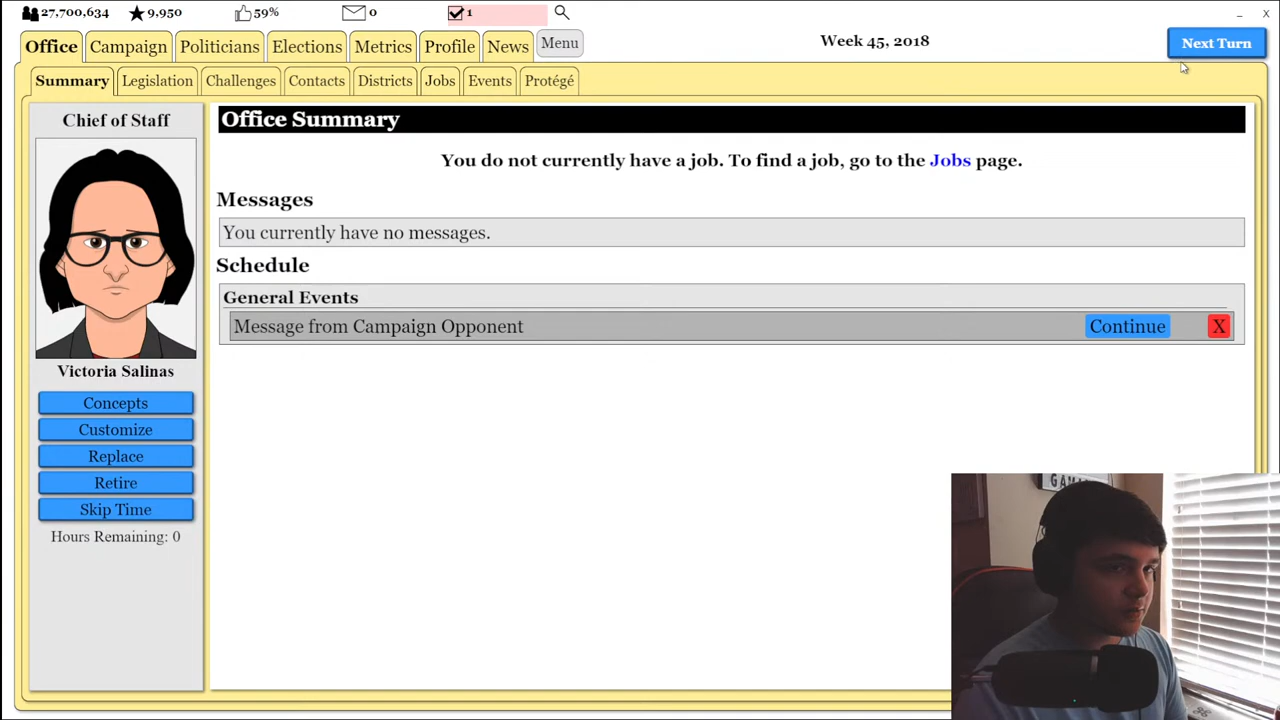 27,700,634 9,950 59% 0 1
Office Campaign Politicians Elections Metrics Profile News Menu
Week 45, 2018
Next Turn
_ X
Summary Legislation Challenges Contacts Districts Jobs Events Protégé
Chief of Staff
Victoria Salinas
Concepts
Customize
Replace
Retire
Skip Time
Hours Remaining: 0
Office Summary
You do not currently have a job. To find a job, go to the Jobs page.
Messages
You currently have no messages.
Schedule
General Events
Message from Campaign Opponent Continue X